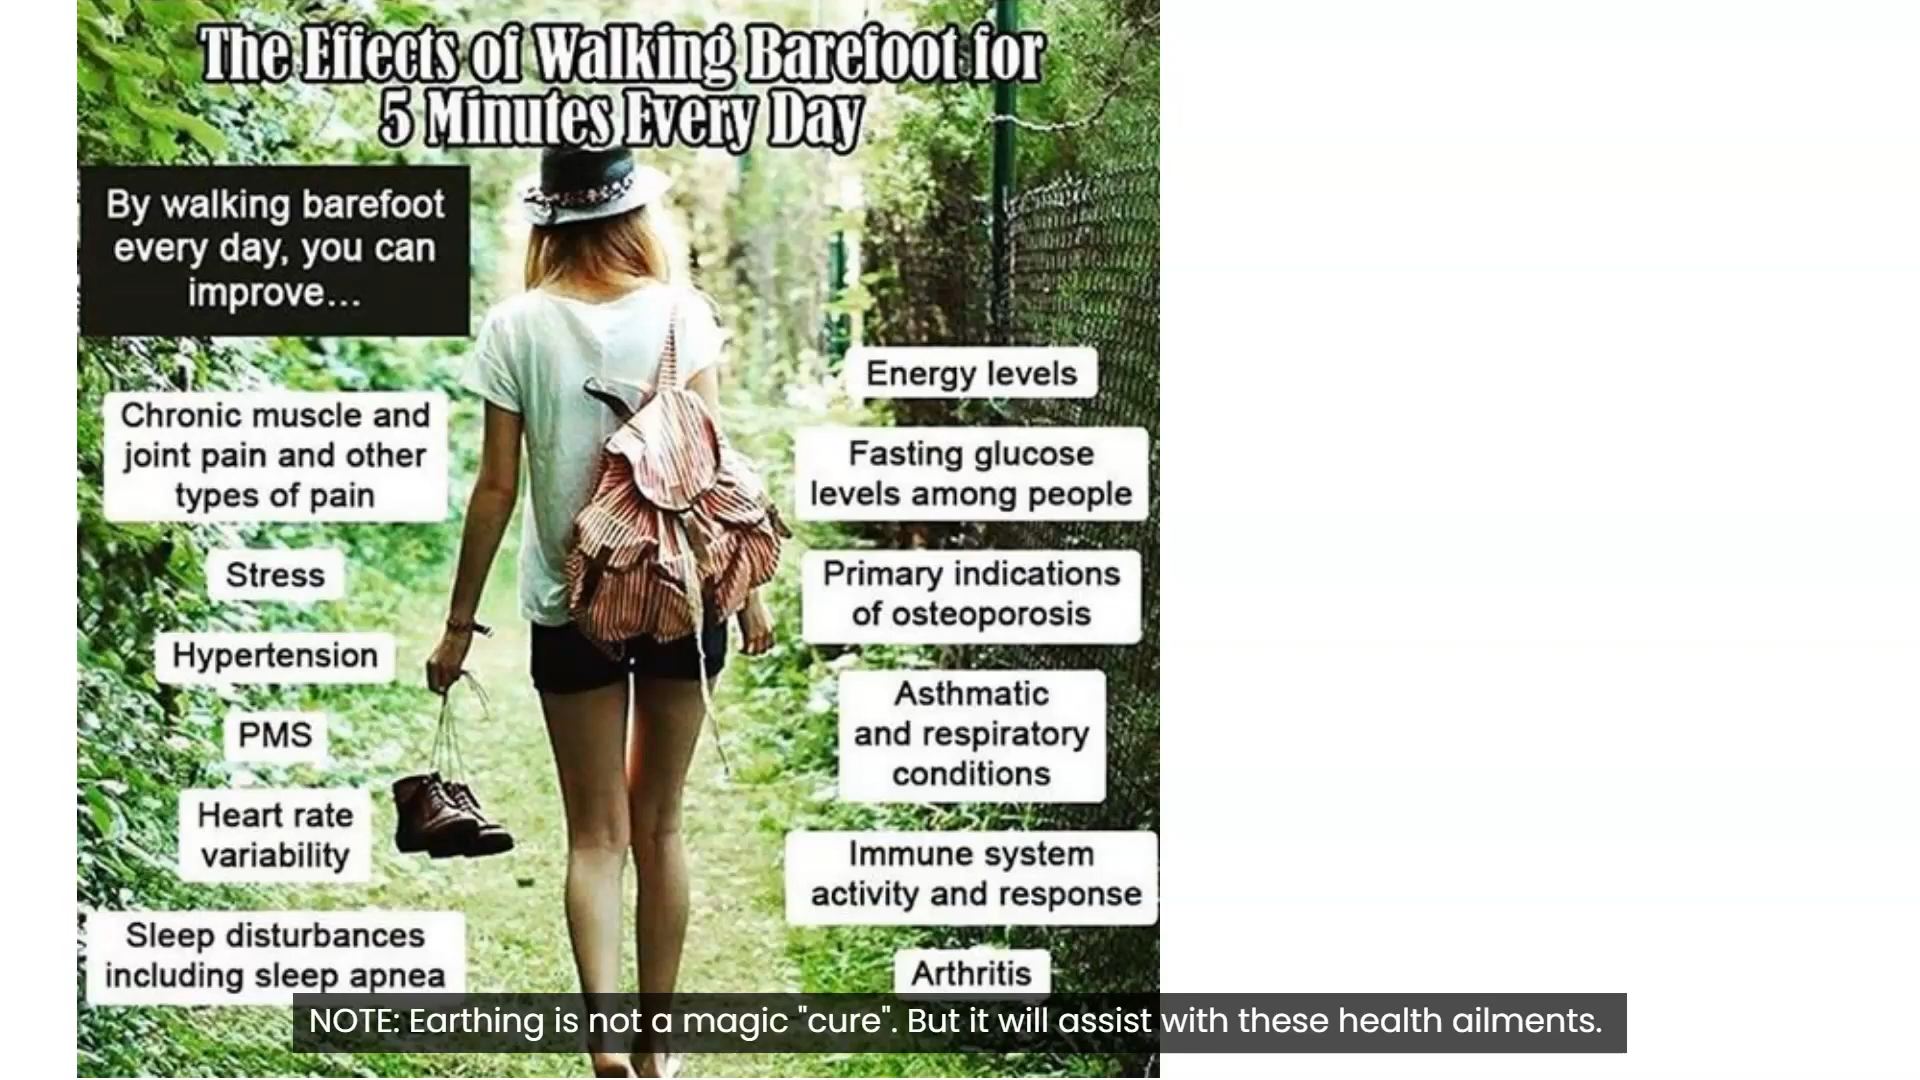 The Effects of Walking Barefoot for
5 Minutes Every Day
By walking barefoot
every day, you can
improve...
Chronic muscle and
joint pain and other
types of pain
Stress
Hypertension
PMS
Heart rate
variability
Sleep disturbances
including sleep apnea
Energy levels
Fasting glucose
levels among people
Primary indications
of osteoporosis
Asthmatic
and respiratory
conditions
Immune system
activity and response
Arthritis
NOTE: Earthing is not a magic "cure". But it will assist with these health ailments.